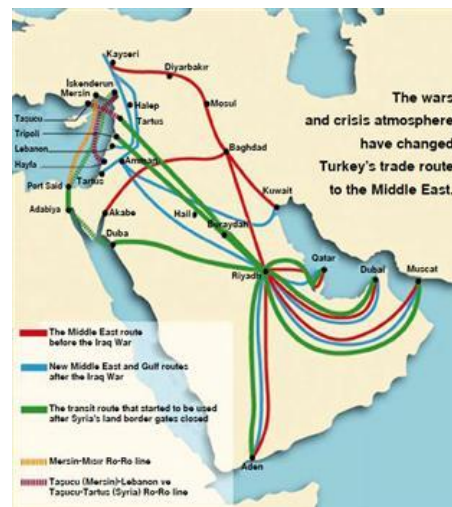 Kayseri
Diyarbakır
İskenderun
Mersin
Halep
Mosul
Taşucu
Tartus
Tripoli
Baghdad
Lebanon
Hayfa
Amman
Tartus
Kuwait
Port Said
Adabiya
Akabe
Hail
Buraydah
Duba
Riyadh
Qatar
Dubai
Muscat
Aden
The wars
and crisis atmosphere
have changed
Turkey's trade route
to the Middle East.
The Middle East route
before the Iraq War
New Middle East and Gulf routes
after the Iraq War
The transit route that started to be used
after Syria's land border gates closed
Mersin-Mısır Ro-Ro line
Taşucu (Mersin)-Lebanon ve
Taşucu-Tartus (Syria) Ro-Ro line